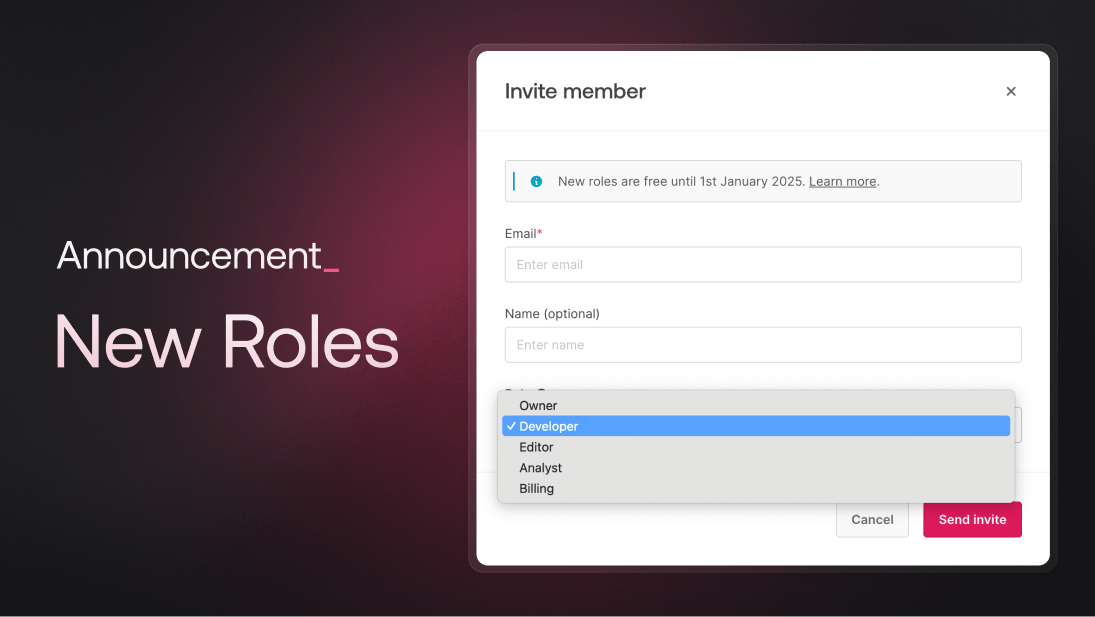 Announcement_
New Roles
Invite member
New roles are free until 1st January 2025. Learn more.
Email*
Enter email
Name (optional)
Enter name
Owner
✓ Developer
Editor
Analyst
Billing
Cancel
Send invite